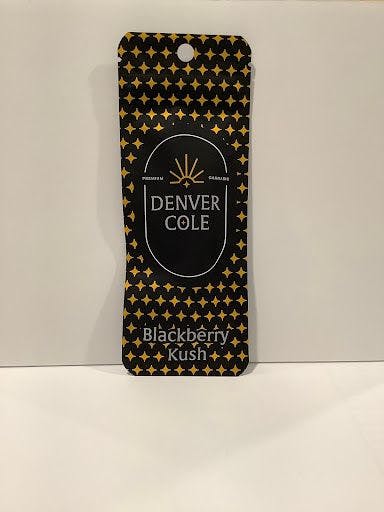 PREMIUM CANNABIS
DENVER
COLE
Blackberry
Kush